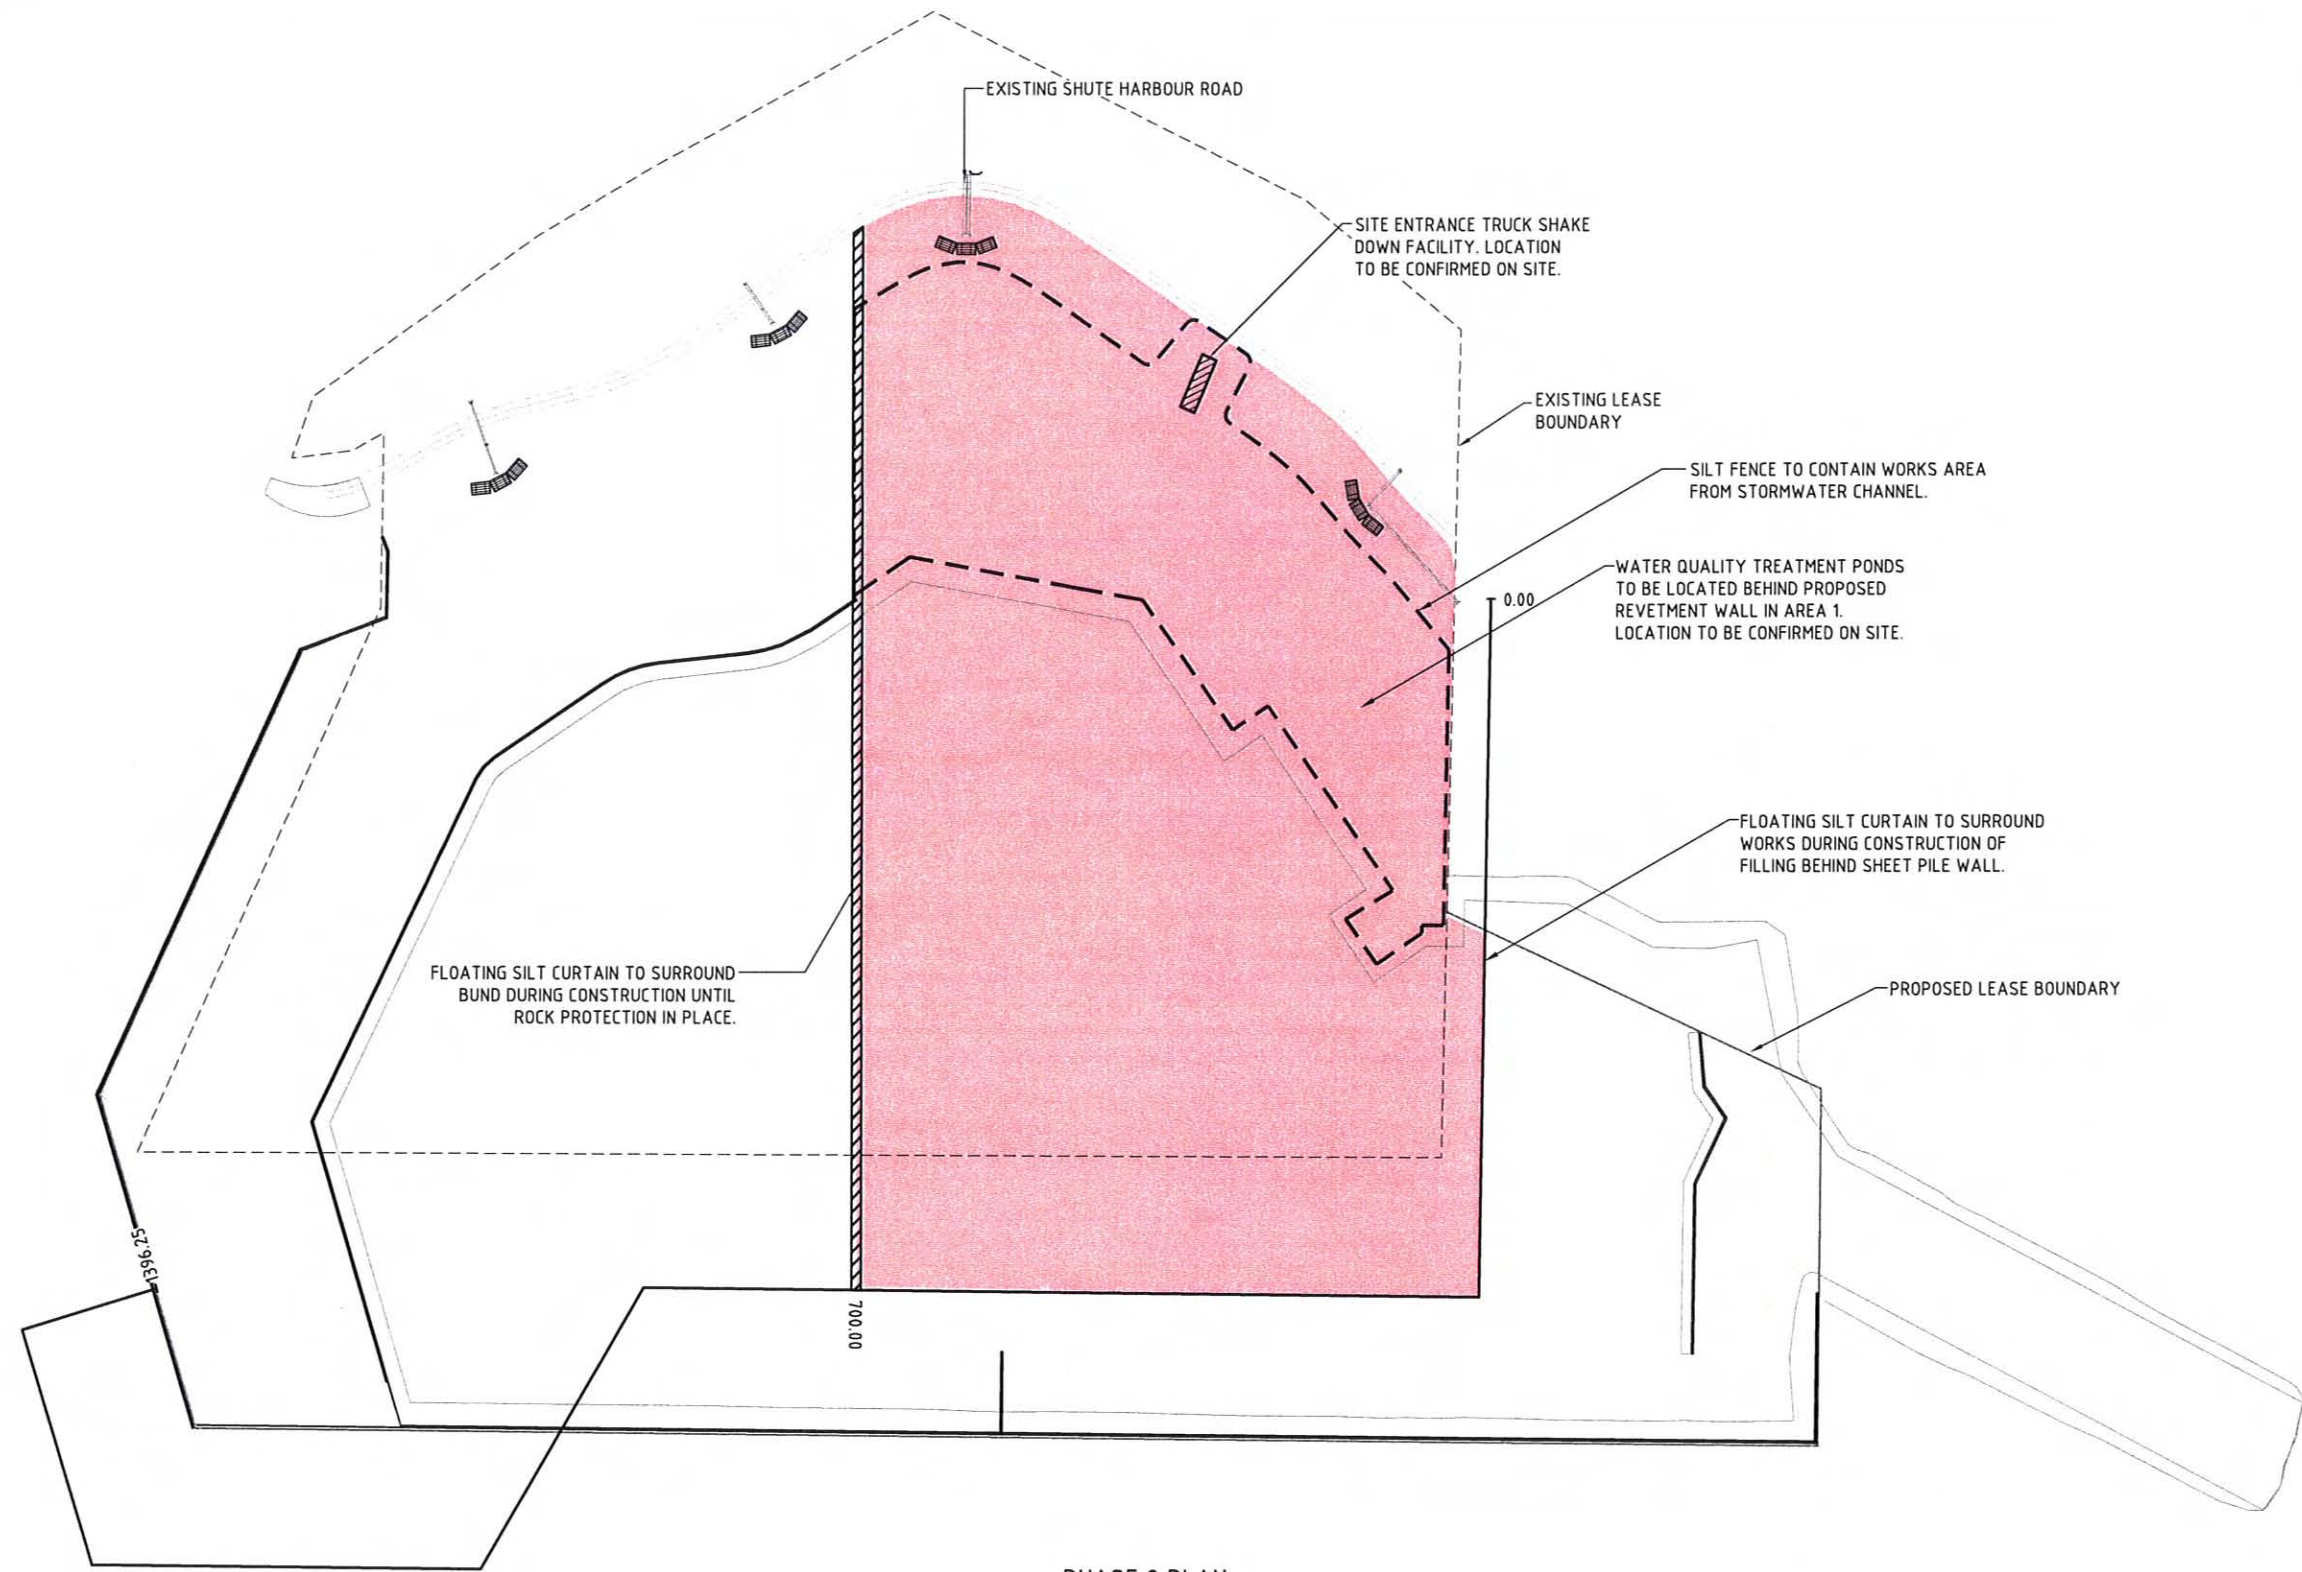 EXISTING SHUTE HARBOUR ROAD
SITE ENTRANCE TRUCK SHAKE
DOWN FACILITY. LOCATION
TO BE CONFIRMED ON SITE.
EXISTING LEASE
BOUNDARY
SILT FENCE TO CONTAIN WORKS AREA
FROM STORMWATER CHANNEL.
WATER QUALITY TREATMENT PONDS
TO BE LOCATED BEHIND PROPOSED
REVETMENT WALL IN AREA 1.
LOCATION TO BE CONFIRMED ON SITE.
0.00
FLOATING SILT CURTAIN TO SURROUND
WORKS DURING CONSTRUCTION OF
FILLING BEHIND SHEET PILE WALL.
FLOATING SILT CURTAIN TO SURROUND
BUND DURING CONSTRUCTION UNTIL
ROCK PROTECTION IN PLACE.
PROPOSED LEASE BOUNDARY
1396.25
700.00